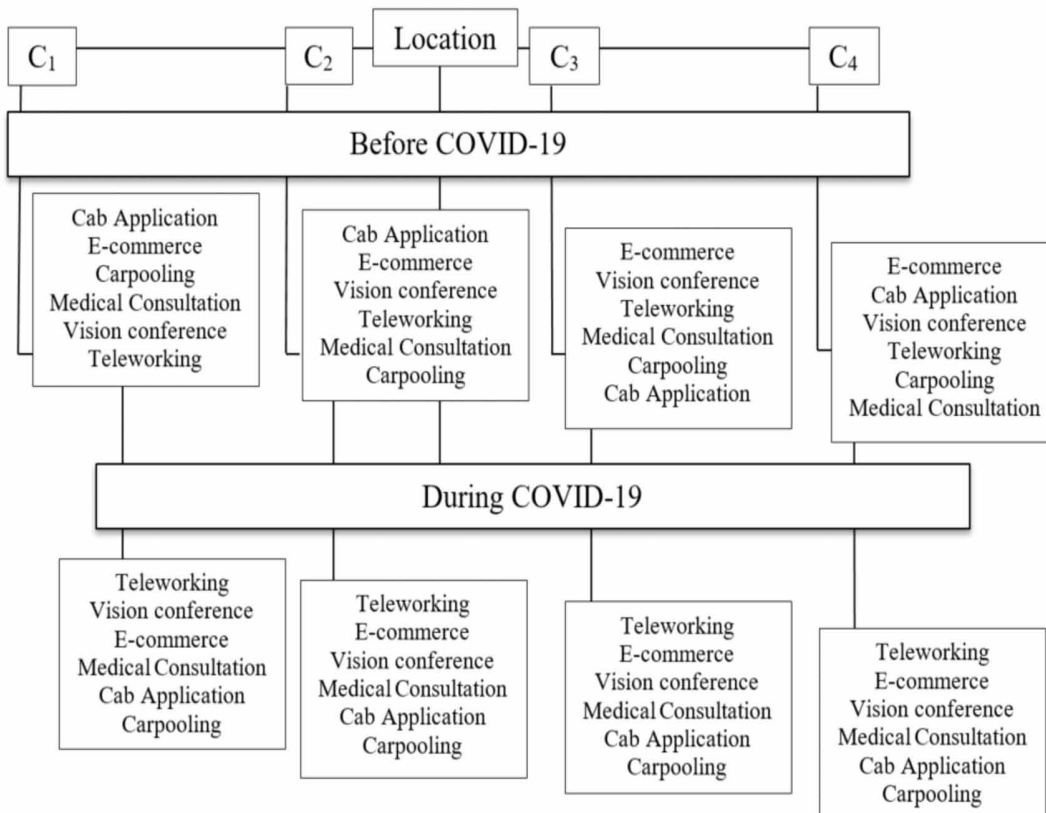 C₁
C₂
Location
C₃
C₄
Before COVID-19
Cab Application
E-commerce
Carpooling
Medical Consultation
Vision conference
Teleworking
Cab Application
E-commerce
Vision conference
Teleworking
Medical Consultation
Carpooling
E-commerce
Vision conference
Teleworking
Medical Consultation
Carpooling
Cab Application
E-commerce
Cab Application
Vision conference
Teleworking
Carpooling
Medical Consultation
During COVID-19
Teleworking
Vision conference
E-commerce
Medical Consultation
Cab Application
Carpooling
Teleworking
E-commerce
Vision conference
Medical Consultation
Cab Application
Carpooling
Teleworking
E-commerce
Vision conference
Medical Consultation
Cab Application
Carpooling
Teleworking
E-commerce
Vision conference
Medical Consultation
Cab Application
Carpooling